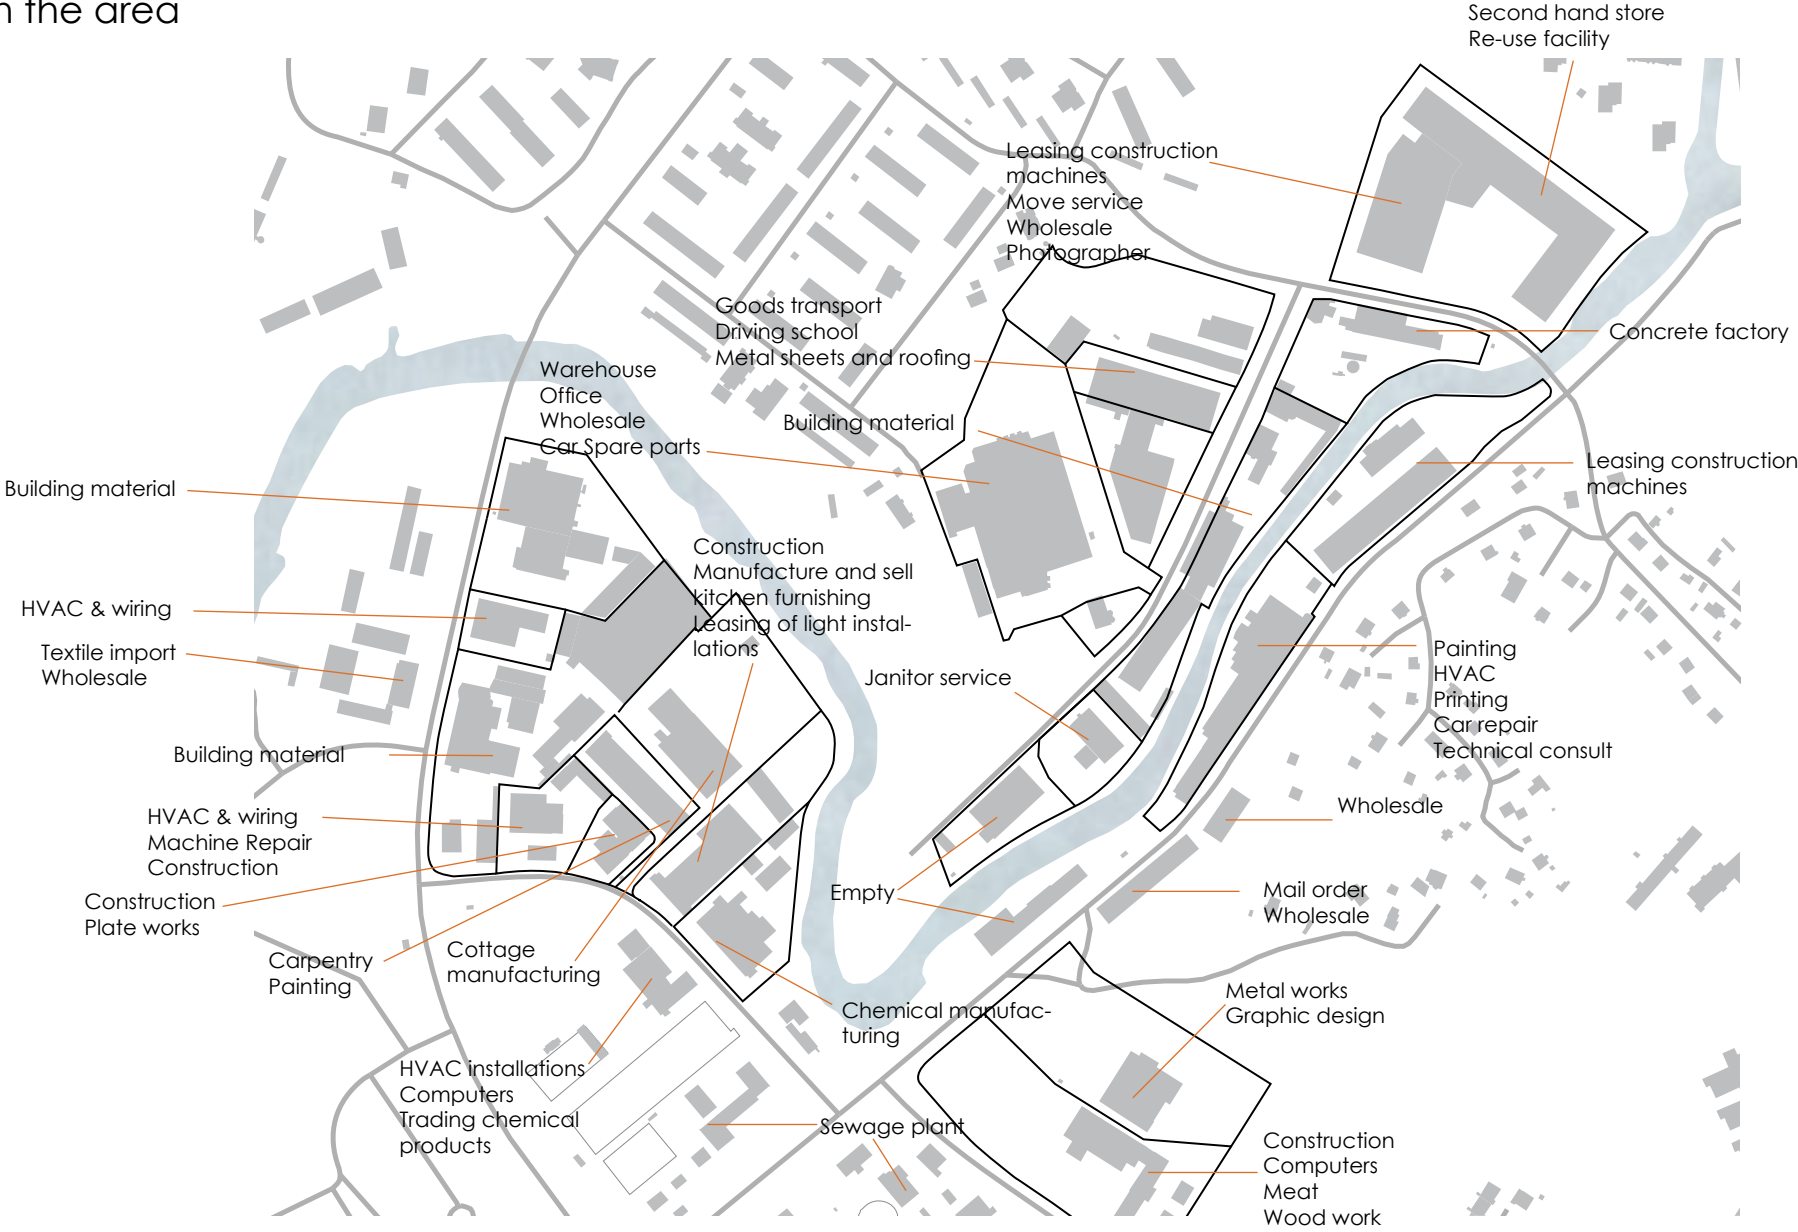 the area
Second hand store
Re-use facility
Leasing construction
machines
Move service
Wholesale
Photographer
Goods transport
Driving school
Metal sheets and roofing
Concrete factory
Warehouse
Office
Wholesale
Car Spare parts
Building material
Leasing construction
machines
Building material
Construction
Manufacture and sell
kitchen furnishing
Leasing of light instal-
lations
HVAC & wiring
Textile import
Wholesale
Janitor service
Painting
HVAC
Printing
Car repair
Technical consult
Building material
HVAC & wiring
Machine Repair
Construction
Wholesale
Construction
Plate works
Empty
Mail order
Wholesale
Carpentry
Painting
Cottage
manufacturing
Chemical manufac-
turing
Metal works
Graphic design
HVAC installations
Computers
Trading chemical
products
Sewage plant
Construction
Computers
Meat
Wood work